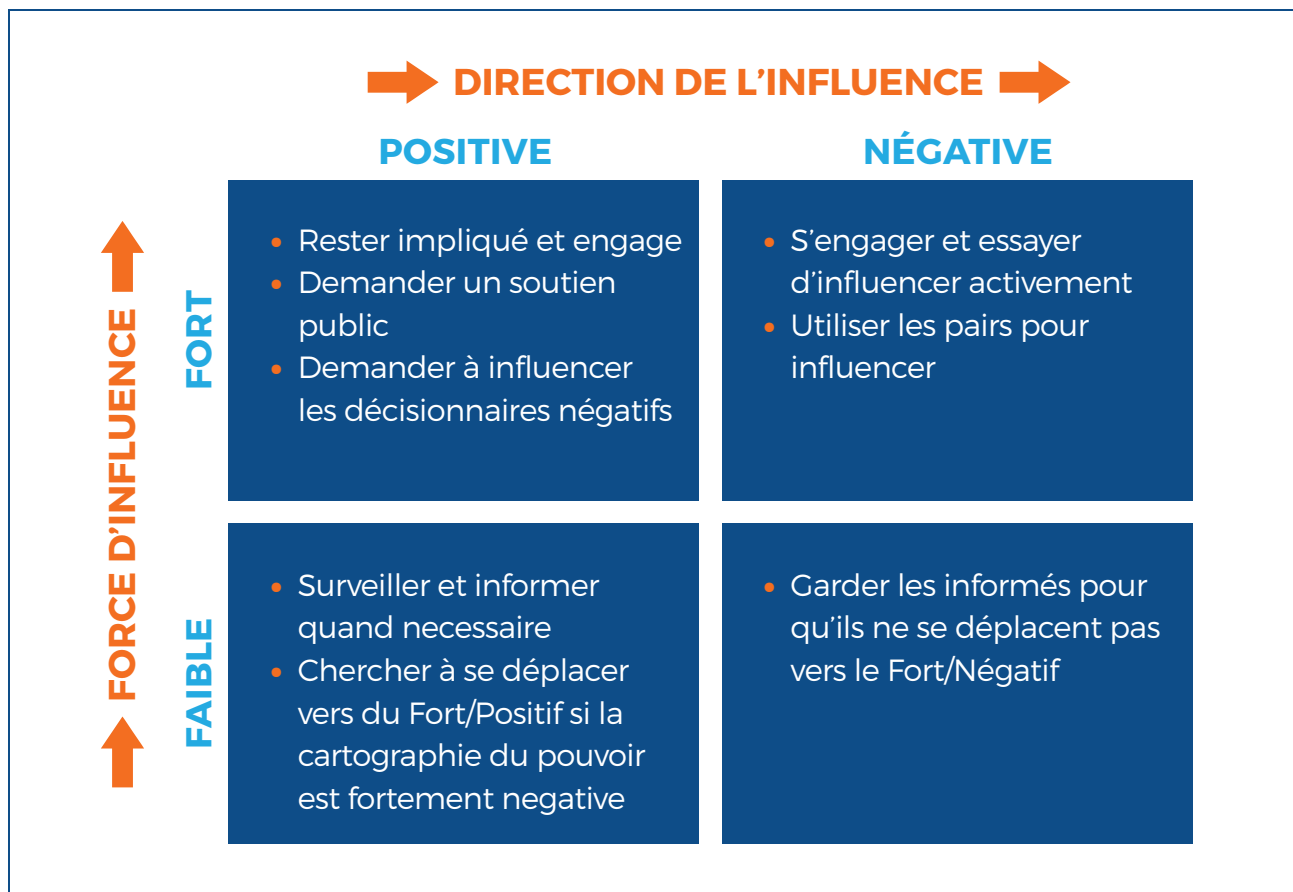 DIRECTION DE L'INFLUENCE
POSITIVE
NÉGATIVE
FORCE D'INFLUENCE
FORT
• Rester impliqué et engage
• Demander un soutien
public
• Demander à influencer
les décisionnaires négatifs
• S'engager et essayer
d'influencer activement
• Utiliser les pairs pour
influencer
FAIBLE
• Surveiller et informer
quand necessaire
• Chercher à se déplacer
vers du Fort/Positif si la
cartographie du pouvoir
est fortement negative
• Garder les informés pour
qu'ils ne se déplacent pas
vers le Fort/Négatif